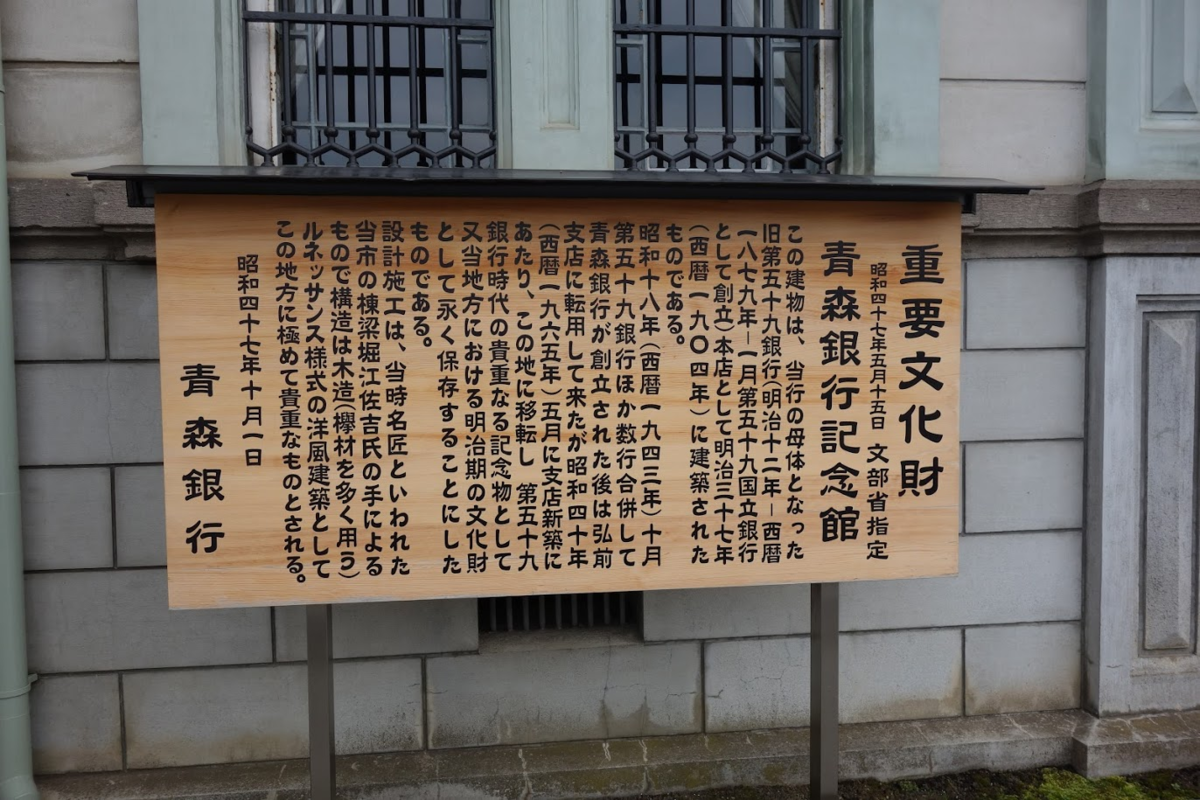 重要文化財
昭和四十七年五月十五日 文部省指定
青森銀行記念館
この建物は、当行の母体となった
旧第五十九銀行(明治十二年―西暦
一八七九年―一月第五十九国立銀行
として創立)本店として明治三十七年
(西暦一九〇四年)に建築された
ものである。
昭和十八年(西暦一九四三年)十月
第五十九銀行ほか数行合併して
青森銀行が創立された後は弘前
支店に転用して来たが昭和四十年
(西暦一九六五年)五月に支店新築に
あたり、この地に移転し 第五十九
銀行時代の貴重なる記念物として
又当地方における明治期の文化財
として永く保存することにした
ものである。
設計施工は、当時名匠といわれた
当市の棟梁堀江佐吉氏の手による
もので構造は木造(欅材を多く用う)
ルネッサンス様式の洋風建築として
この地方に極めて貴重なものとされる。
昭和四十七年十月一日
青森銀行